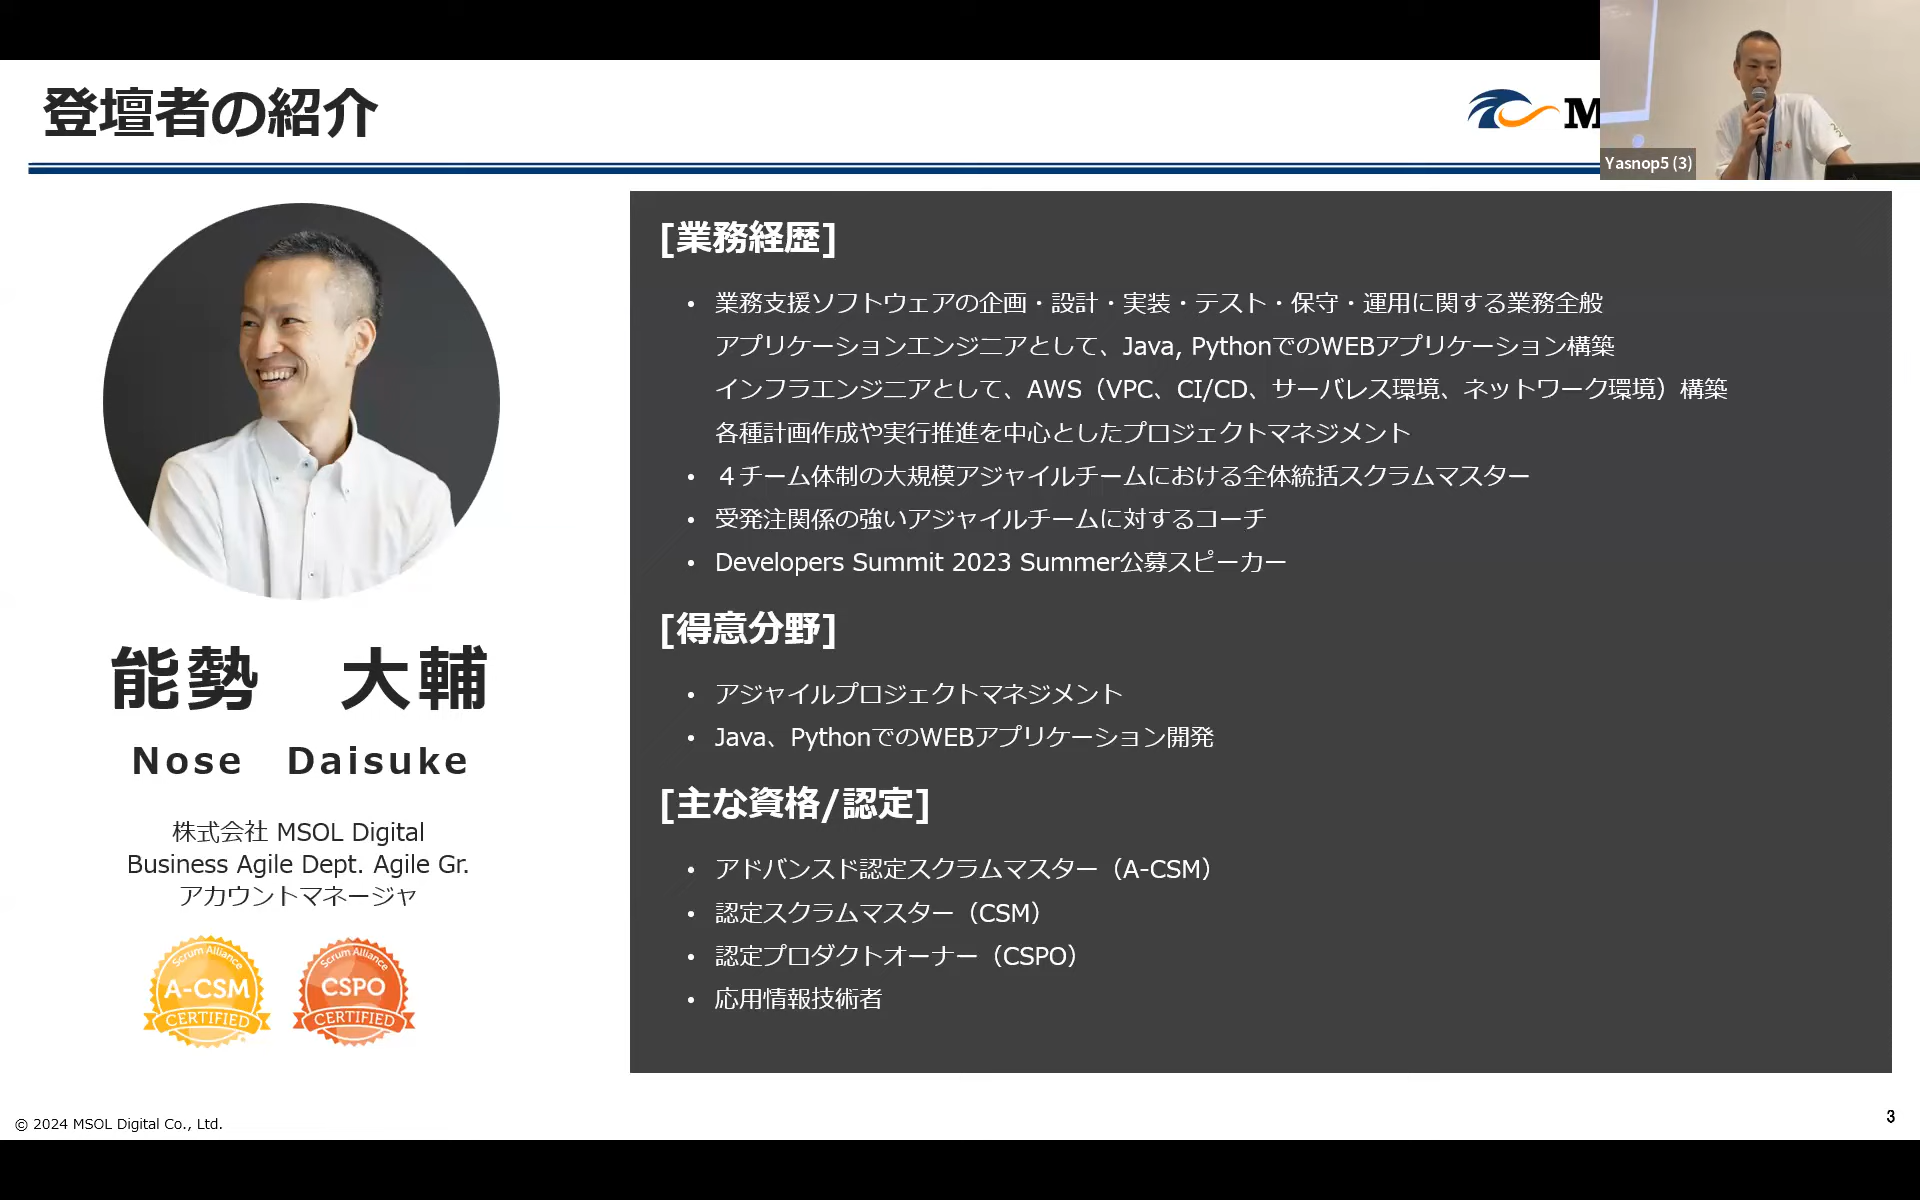 登壇者の紹介
M
Yasnop5 (3)
能勢　大輔
Nose Daisuke
株式会社 MSOL Digital
Business Agile Dept. Agile Gr.
アカウントマネージャ
Scrum Alliance
A-CSM
CERTIFIED
Scrum Alliance
CSPO
CERTIFIED
[業務経歴]
• 業務支援ソフトウェアの企画・設計・実装・テスト・保守・運用に関する業務全般
アプリケーションエンジニアとして、Java, PythonでのWEBアプリケーション構築
インフラエンジニアとして、AWS（VPC、CI/CD、サーバレス環境、ネットワーク環境）構築
各種計画作成や実行推進を中心としたプロジェクトマネジメント
• ４チーム体制の大規模アジャイルチームにおける全体統括スクラムマスター
• 受発注関係の強いアジャイルチームに対するコーチ
• Developers Summit 2023 Summer公募スピーカー
[得意分野]
• アジャイルプロジェクトマネジメント
• Java、PythonでのWEBアプリケーション開発
[主な資格/認定]
• アドバンスド認定スクラムマスター（A-CSM）
• 認定スクラムマスター（CSM）
• 認定プロダクトオーナー（CSPO）
• 応用情報技術者
© 2024 MSOL Digital Co., Ltd.
3